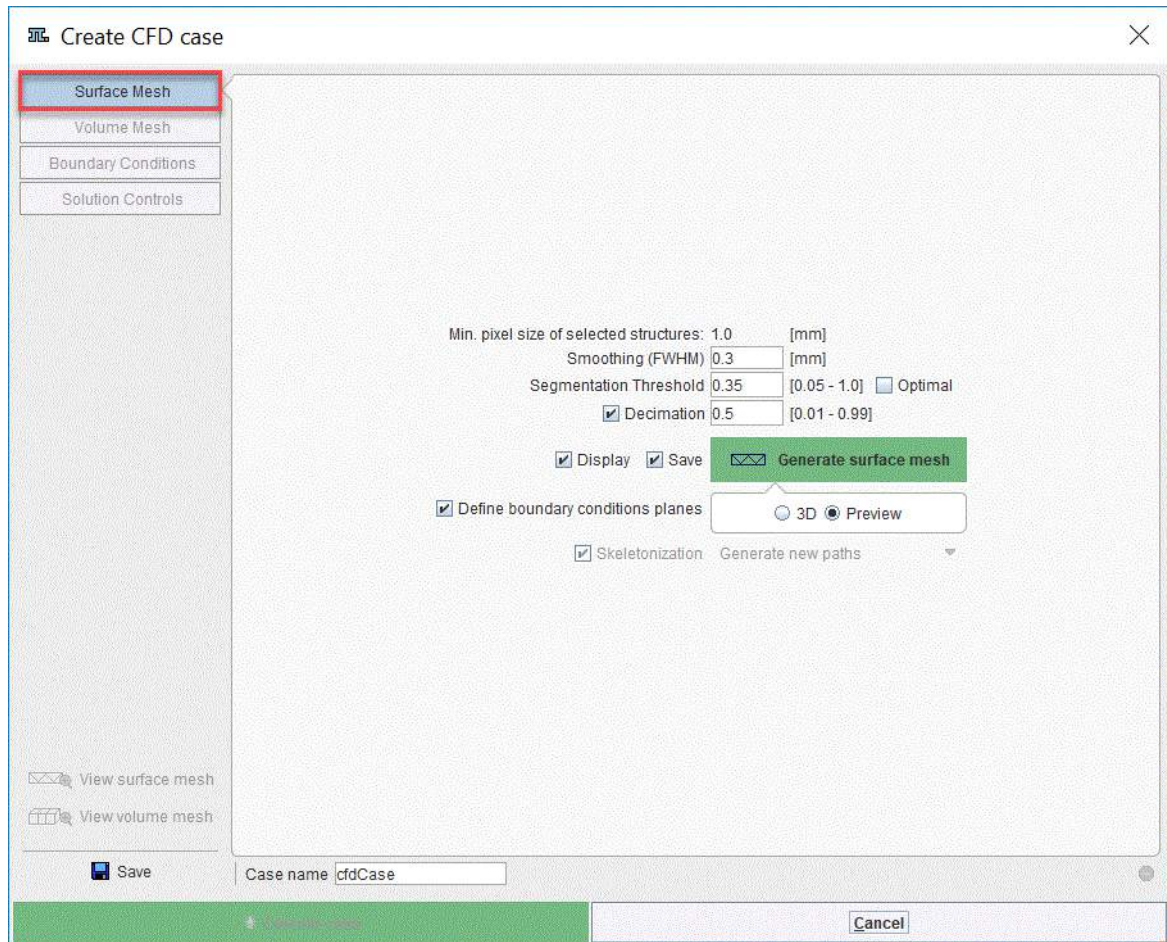 Create CFD case
Surface Mesh
Volume Mesh
Boundary Conditions
Solution Controls
Min. pixel size of selected structures: 1.0 [mm]
Smoothing (FWHM) 0.3 [mm]
Segmentation Threshold 0.35 [0.05 - 1.0] Optimal
Decimation 0.5 [0.01 - 0.99]
Display Save Generate surface mesh
Define boundary conditions planes 3D Preview
Skeletonization Generate new paths
View surface mesh
View volume mesh
Save Case name cfdCase
Cancel